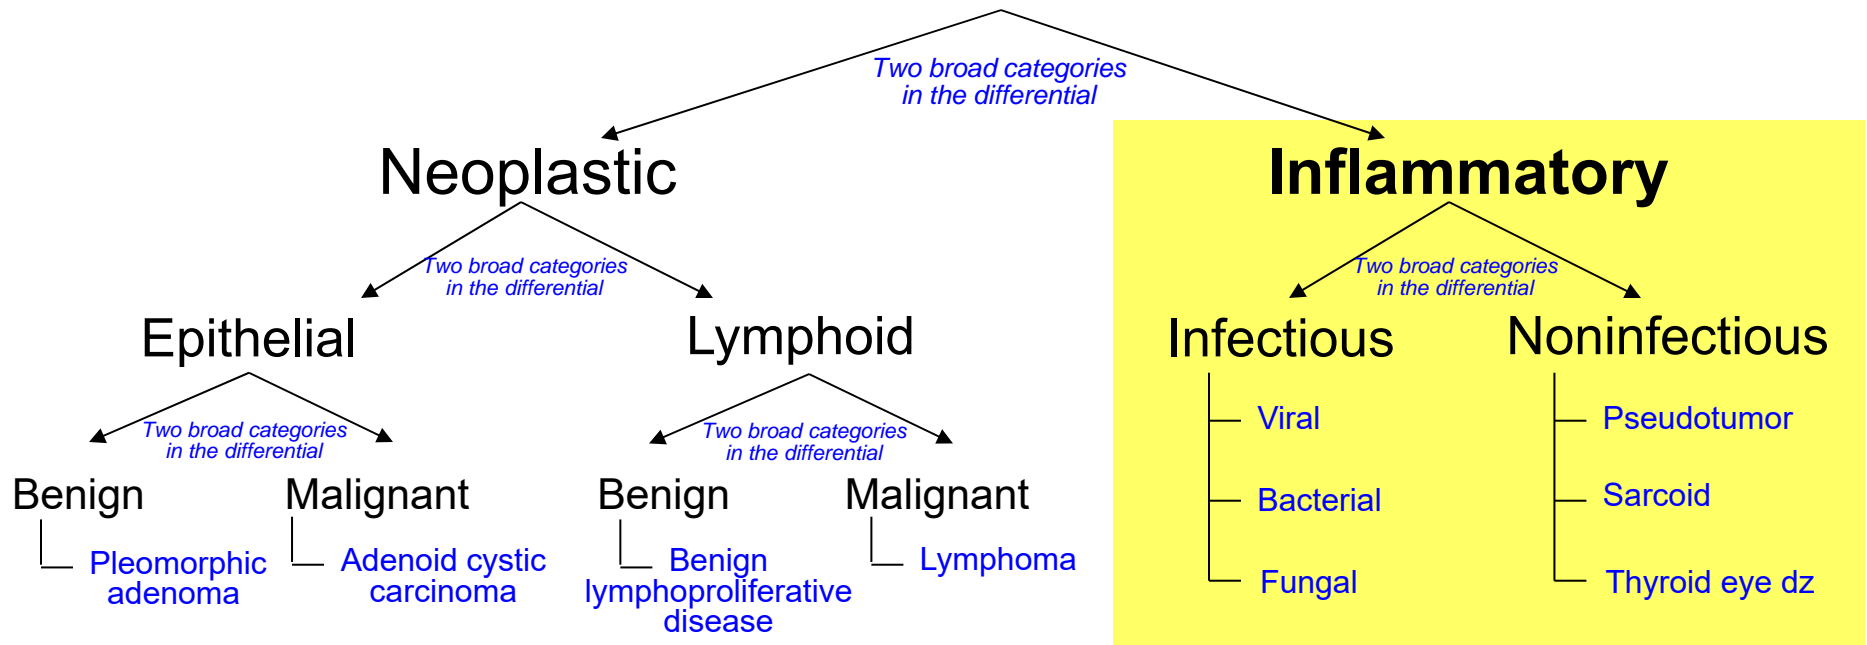 Two broad categories
in the differential
Neoplastic
Inflammatory
Two broad categories
in the differential
Two broad categories
in the differential
Epithelial
Lymphoid
Infectious
Noninfectious
Two broad categories
in the differential
Two broad categories
in the differential
Viral
Pseudotumor
Benign
Malignant
Benign
Malignant
Bacterial
Sarcoid
Pleomorphic
adenoma
Adenoid cystic
carcinoma
Benign
lymphoproliferative
disease
Lymphoma
Fungal
Thyroid eye dz